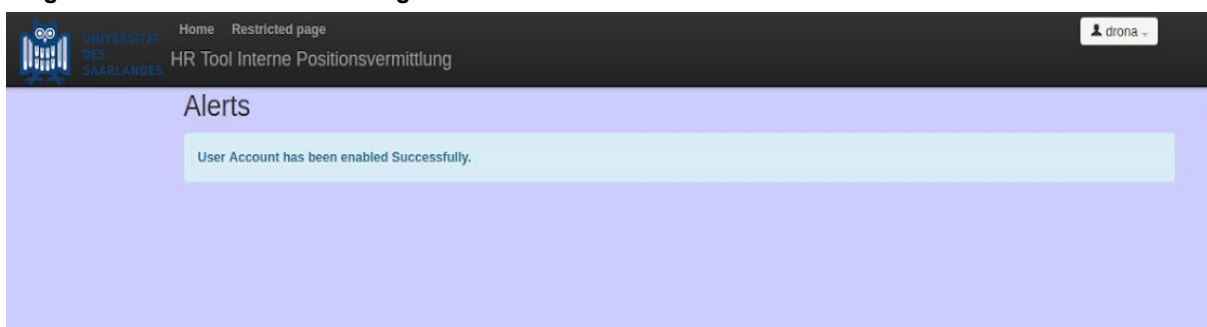 Home Restricted page
drona
UNIVERSITÄT
DES
SAARLANDES
HR Tool Interne Positionsvermittlung
Alerts
User Account has been enabled Successfully.